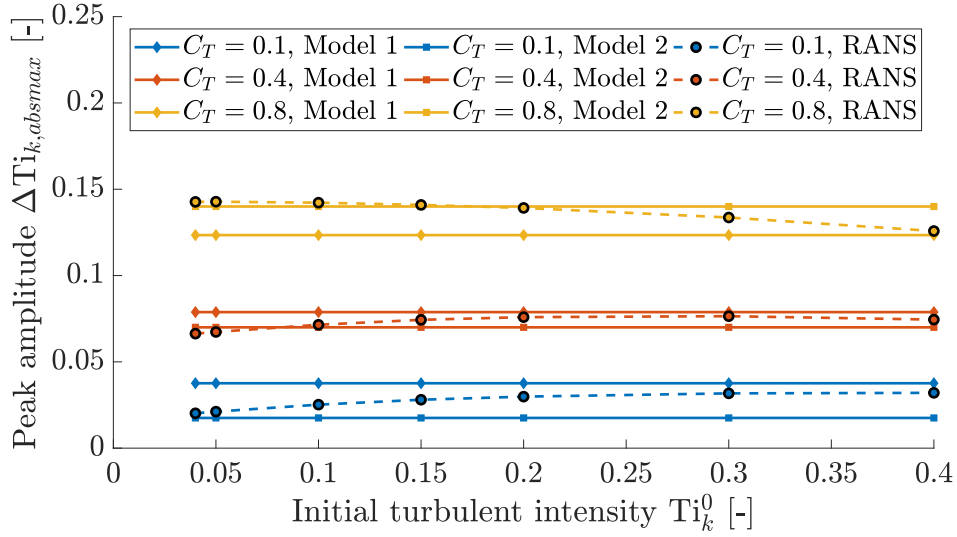 0.25
0.2
0.15
0.1
0.05
0
Peak amplitude ΔTi_{k,absmax} [-]
C_T = 0.1, Model 1 C_T = 0.1, Model 2 C_T = 0.1, RANS
C_T = 0.4, Model 1 C_T = 0.4, Model 2 C_T = 0.4, RANS
C_T = 0.8, Model 1 C_T = 0.8, Model 2 C_T = 0.8, RANS
0 0.05 0.1 0.15 0.2 0.25 0.3 0.35 0.4
Initial turbulent intensity Ti_k^0 [-]